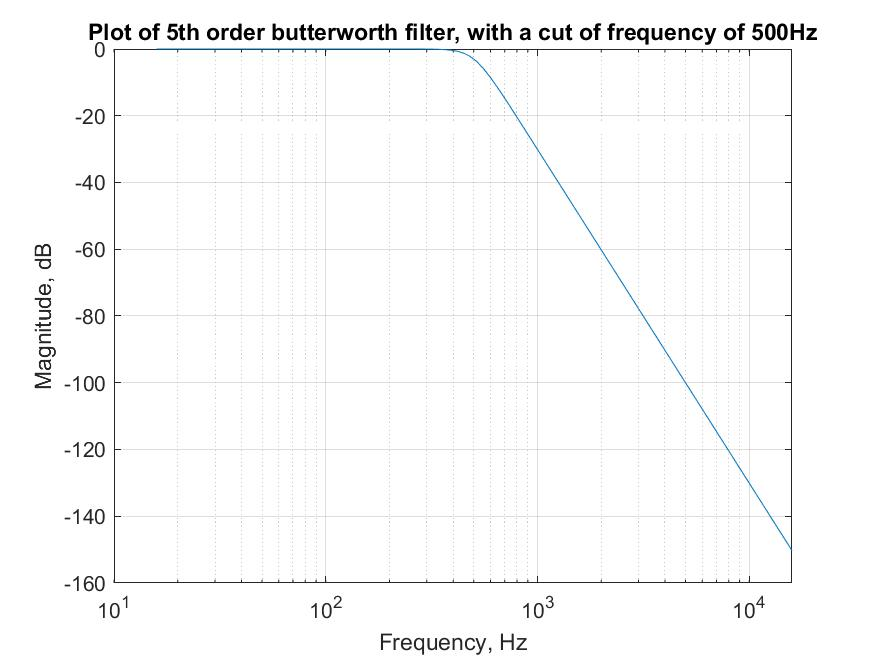 Plot of 5th order butterworth filter, with a cut of frequency of 500Hz
0
-20
-40
-60
-80
-100
-120
-140
-160
Magnitude, dB
10^1 10^2 10^3 10^4
Frequency, Hz